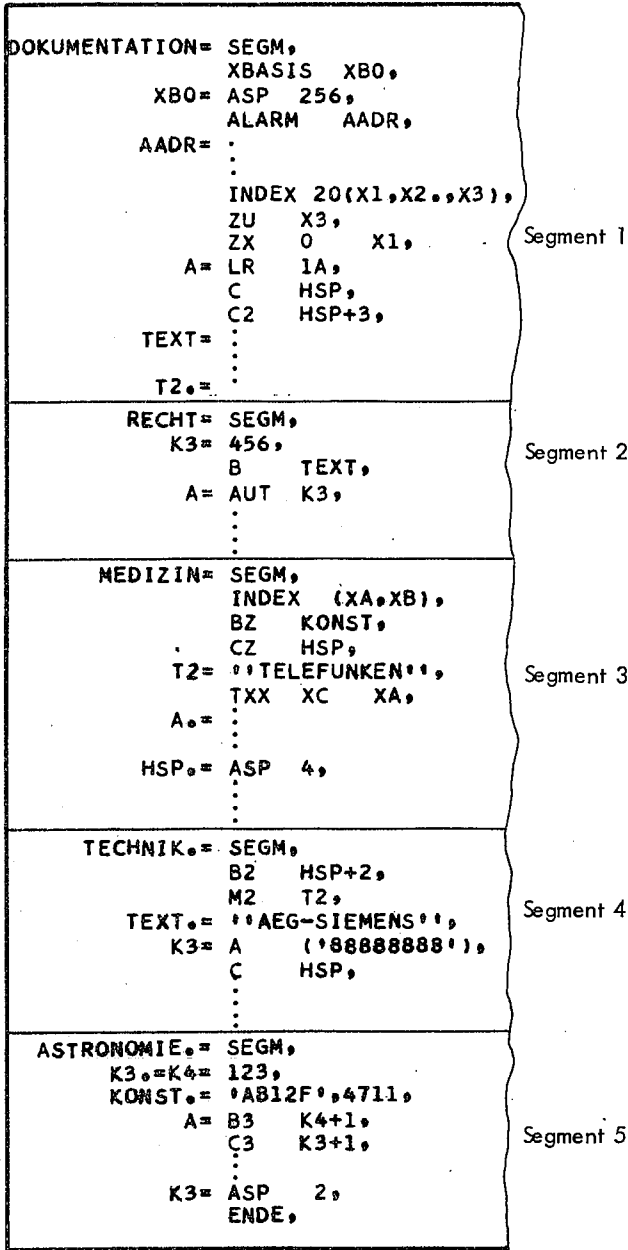 DOKUMENTATION= SEGM,
XBASIS XBO,
XBO= ASP 256,
ALARM AADR,
AADR= .
.
.
INDEX 20(X1,X2.,X3),
ZU X3,
ZX 0 X1,
A= LR 1A,
C HSP,
C2 HSP+3,
TEXT= :
:
T2.= .
Segment 1
RECHT= SEGM,
K3= 456,
B TEXT,
A= AUT K3,
:
:
Segment 2
MEDIZIN= SEGM,
INDEX (XA,XB),
BZ KONST,
CZ HSP,
T2= ''TELEFUNKEN'',
TXX XC XA,
A.= :
:
HSP.= ASP 4,
:
:
Segment 3
TECHNIK.= SEGM,
B2 HSP+2,
M2 T2,
TEXT.= ''AEG-SIEMENS'',
K3= A ('88888888'),
C HSP,
:
:
Segment 4
ASTRONOMIE.= SEGM,
K3.=K4= 123,
KONST.= 'AB12F',4711,
A= B3 K4+1,
C3 K3+1,
:
K3= ASP 2,
ENDE,
Segment 5